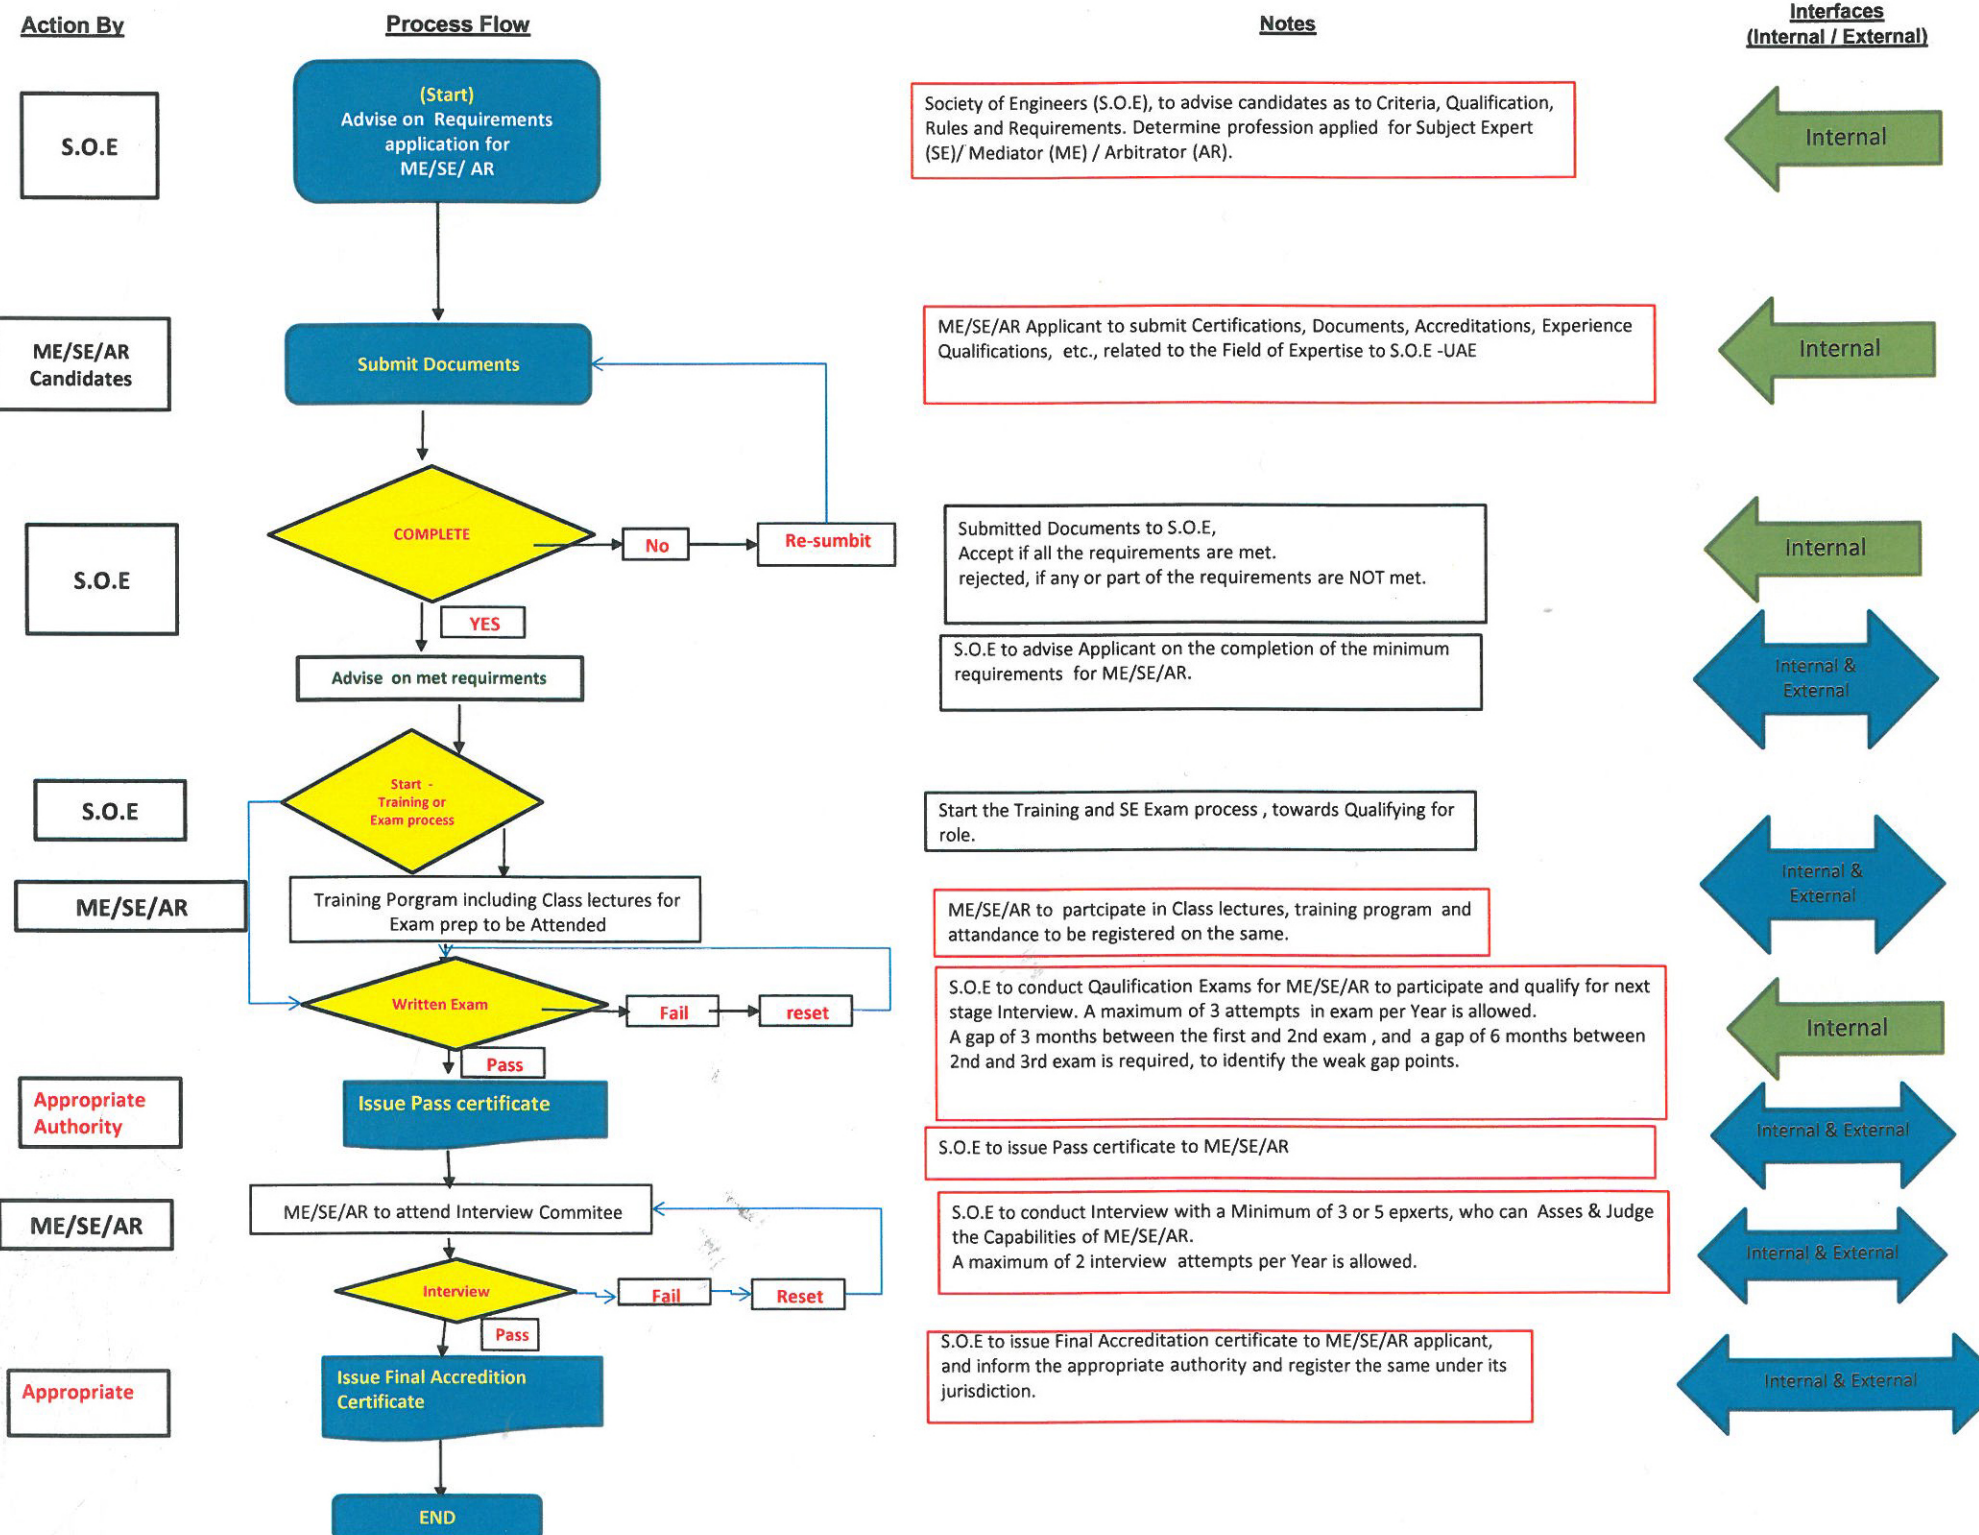 Action By
Process Flow
Notes
Interfaces
(Internal / External)
S.O.E
(Start)
Advise on Requirements
application for
ME/SE/ AR
Society of Engineers (S.O.E), to advise candidates as to Criteria, Qualification,
Rules and Requirements. Determine profession applied for Subject Expert
(SE)/ Mediator (ME) / Arbitrator (AR).
Internal
ME/SE/AR
Candidates
Submit Documents
ME/SE/AR Applicant to submit Certifications, Documents, Accreditations, Experience
Qualifications, etc., related to the Field of Expertise to S.O.E -UAE
Internal
S.O.E
COMPLETE
No
Re-sumbit
Submitted Documents to S.O.E,
Accept if all the requirements are met.
rejected, if any or part of the requirements are NOT met.
Internal
YES
Advise on met requirments
S.O.E to advise Applicant on the completion of the minimum
requirements for ME/SE/AR.
Internal &
External
S.O.E
Start -
Training or
Exam process
Start the Training and SE Exam process , towards Qualifying for
role.
Internal &
External
ME/SE/AR
Training Porgram including Class lectures for
Exam prep to be Attended
ME/SE/AR to partcipate in Class lectures, training program and
attandance to be registered on the same.
Written Exam
Fail
reset
S.O.E to conduct Qaulification Exams for ME/SE/AR to participate and qualify for next
stage Interview. A maximum of 3 attempts in exam per Year is allowed.
A gap of 3 months between the first and 2nd exam , and a gap of 6 months between
2nd and 3rd exam is required, to identify the weak gap points.
Internal
Pass
Appropriate
Authority
Issue Pass certificate
S.O.E to issue Pass certificate to ME/SE/AR
Internal & External
ME/SE/AR
ME/SE/AR to attend Interview Commitee
S.O.E to conduct Interview with a Minimum of 3 or 5 epxerts, who can Asses & Judge
the Capabilities of ME/SE/AR.
A maximum of 2 interview attempts per Year is allowed.
Internal & External
Interview
Fail
Reset
Pass
Appropriate
Issue Final Accredition
Certificate
S.O.E to issue Final Accreditation certificate to ME/SE/AR applicant,
and inform the appropriate authority and register the same under its
jurisdiction.
Internal & External
END